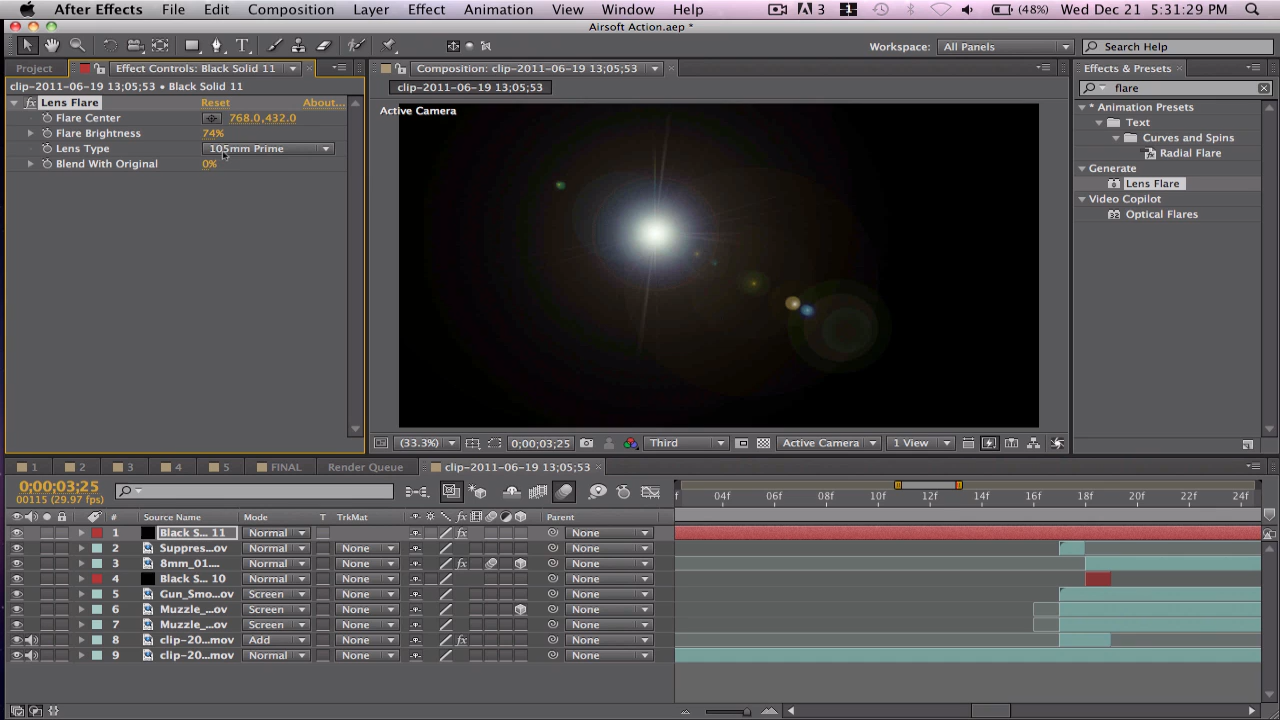 After Effects File Edit Composition Layer Effect Animation View Window Help 3 1 (48%) Wed Dec 21 5:31:29 PM
Airsoft Action.aep *
Workspace: All Panels Search Help
Project Effect Controls: Black Solid 11 Composition: clip-2011-06-19 13;05;53 Effects & Presets
clip-2011-06-19 13;05;53 • Black Solid 11 clip-2011-06-19 13;05;53 flare
fx Lens Flare Reset About... Active Camera * Animation Presets
Flare Center 768.0,432.0 Text
Flare Brightness 74% Curves and Spins
Lens Type 105mm Prime Radial Flare
Blend With Original 0% Generate
Lens Flare
Video Copilot
Optical Flares
(33.3%) 0;00;03;25 Third Active Camera 1 View
1 2 3 4 5 FINAL Render Queue clip-2011-06-19 13;05;53
0;00;03;25
00115 (29.97 fps) f 04f 06f 08f 10f 12f 14f 16f 18f 20f 22f 24f
# Source Name Mode T TrkMat fx Parent
1 Black S... 11 Normal fx None
2 Suppres...ov Normal None None
3 8mm_01.... Normal None fx None
4 Black S... 10 Normal None None
5 Gun_Smo...ov Screen None None
6 Muzzle_...ov Screen None None
7 Muzzle_...ov Screen None None
8 clip-20...mov Add None fx None
9 clip-20...mov Normal None None